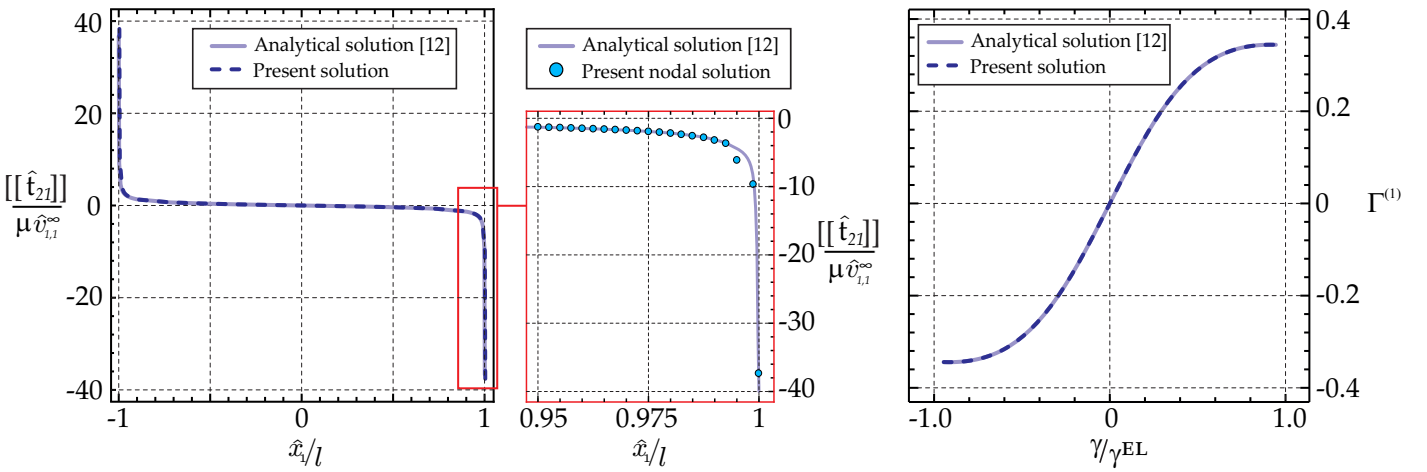 40
20
0
-20
-40
-1
0
1
Analytical solution [12]
Present solution
[[t̂₂₁]]
μ v̂∞₁,₁
x̂₁/l
Analytical solution [12]
Present nodal solution
0
-10
-20
-30
-40
0.95
0.975
1
[[t̂₂₁]]
μ v̂∞₁,₁
x̂₁/l
Analytical solution [12]
Present solution
0.4
0.2
0
-0.2
-0.4
Γ⁽¹⁾
-1.0
0
1.0
γ/γᴱᴸ